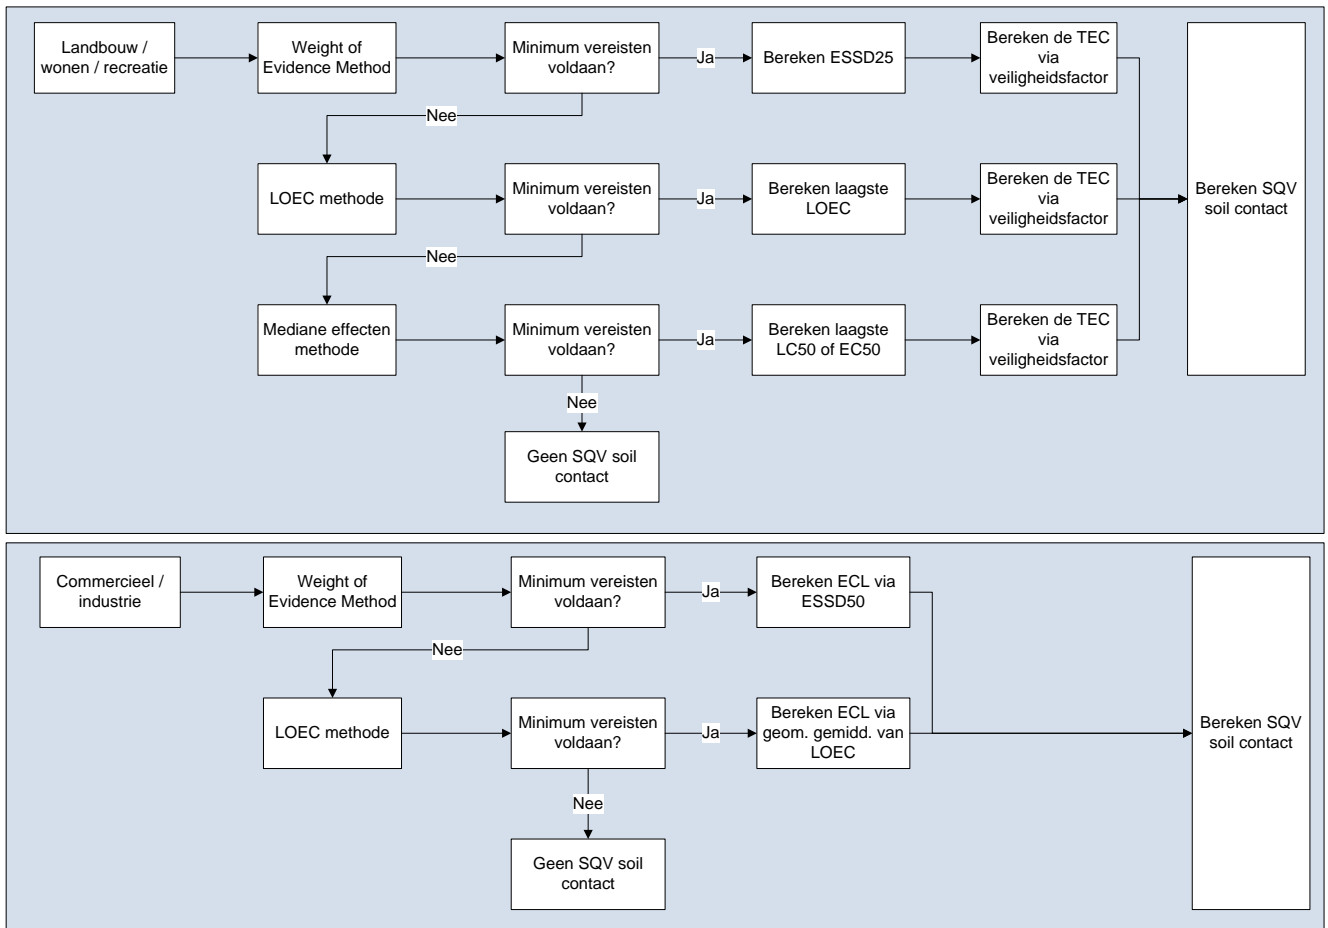 Landbouw /
wonen / recreatie
Weight of
Evidence Method
Minimum vereisten
voldaan?
Ja
Bereken ESSD25
Bereken de TEC
via
veiligheidsfactor
Nee
LOEC methode
Minimum vereisten
voldaan?
Ja
Bereken laagste
LOEC
Bereken de TEC
via
veiligheidsfactor
Bereken SQV
soil contact
Nee
Mediane effecten
methode
Minimum vereisten
voldaan?
Ja
Bereken laagste
LC50 of EC50
Bereken de TEC
via
veiligheidsfactor
Nee
Geen SQV soil
contact
Commercieel /
industrie
Weight of
Evidence Method
Minimum vereisten
voldaan?
Ja
Bereken ECL via
ESSD50
Nee
LOEC methode
Minimum vereisten
voldaan?
Ja
Bereken ECL via
geom. gemidd. van
LOEC
Bereken SQV
soil contact
Nee
Geen SQV soil
contact